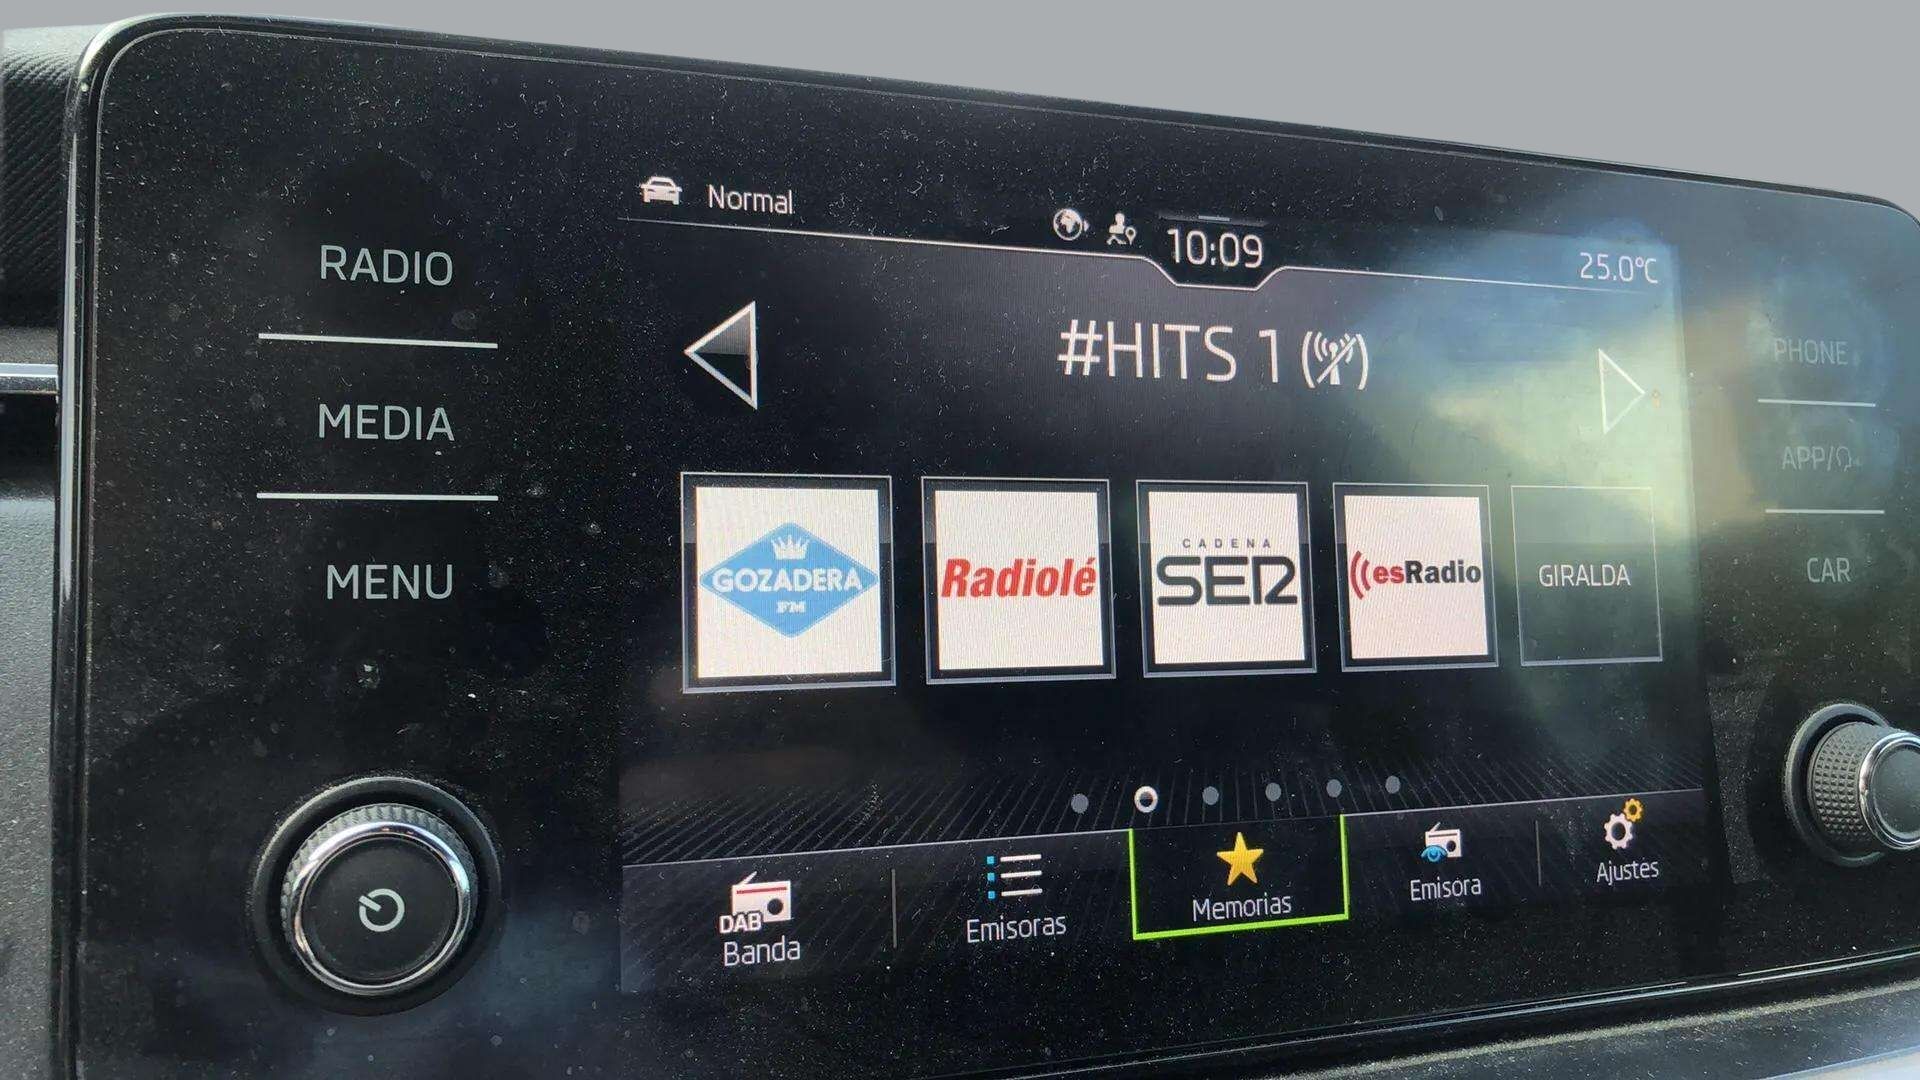 Normal
10:09
25.0°C
RADIO
MEDIA
MENU
#HITS 1
GOZADERA
FM
Radiolé
CADENA
SER
esRadio
GIRALDA
PHONE
APP/
CAR
DAB
Banda
Emisoras
Memorias
Emisora
Ajustes